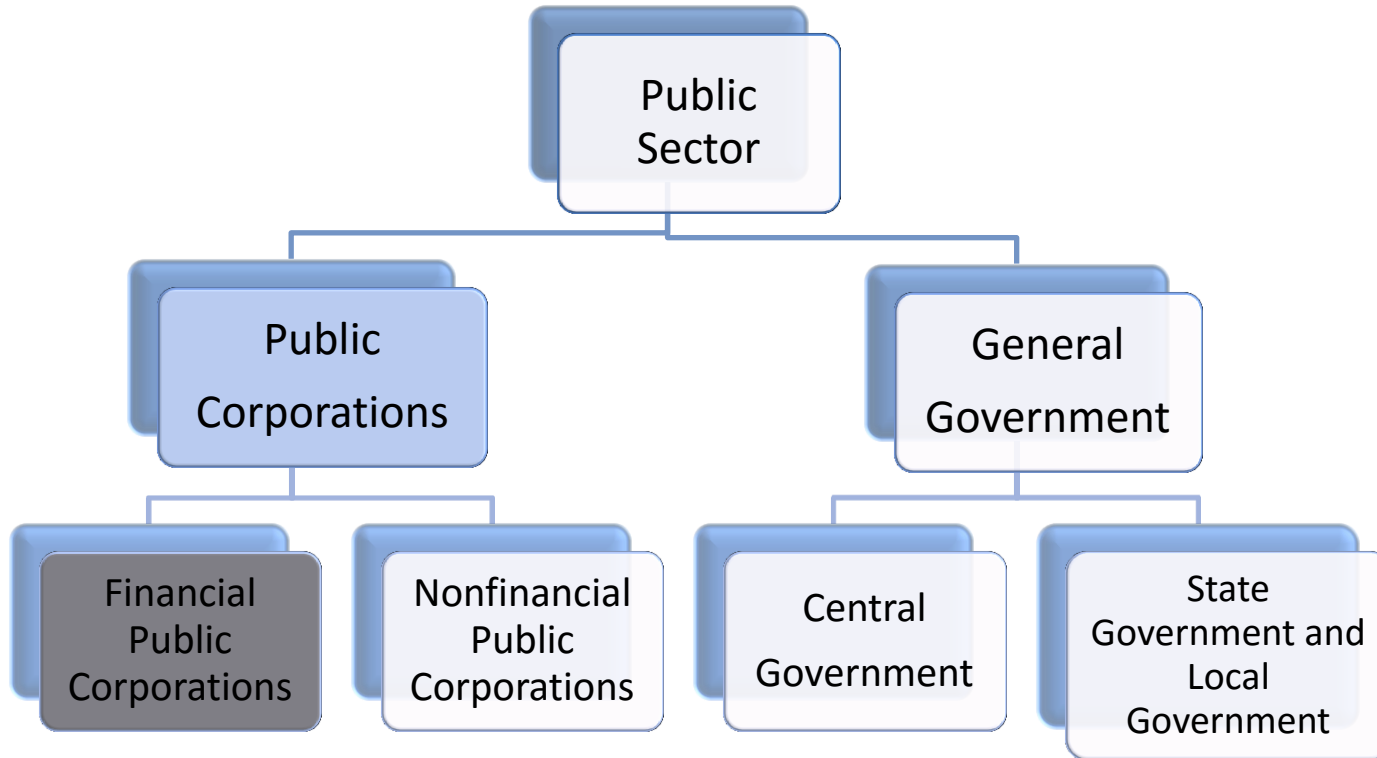 Public
Sector
Public
Corporations
General
Government
Financial
Public
Corporations
Nonfinancial
Public
Corporations
Central
Government
State
Government and
Local
Government